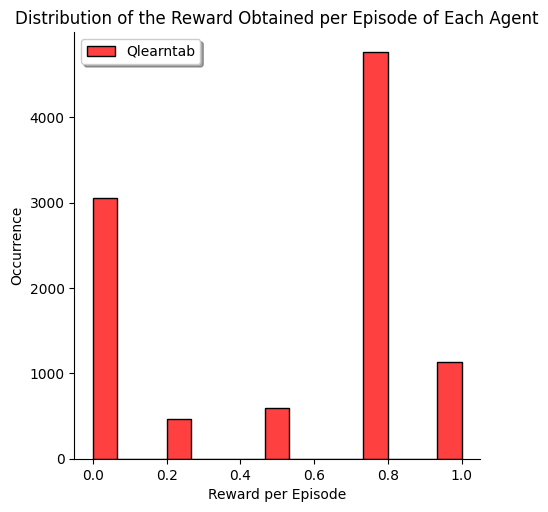 Distribution of the Reward Obtained per Episode of Each Agent
Qlearntab
4000
3000
2000
1000
0
Occurrence
0.0 0.2 0.4 0.6 0.8 1.0
Reward per Episode